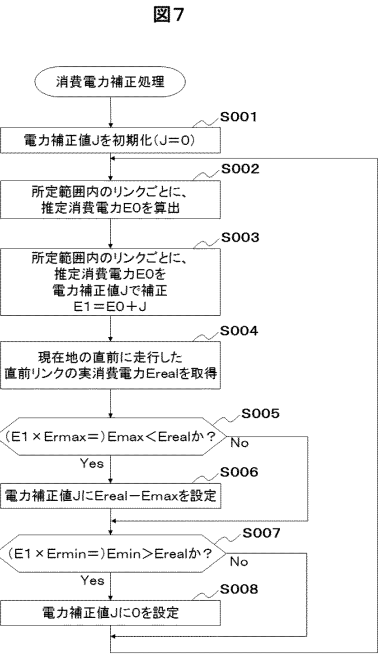 図7
消費電力補正処理
S001
電力補正値Jを初期化(J=0)
S002
所定範囲内のリンクごとに、
推定消費電力E0を算出
S003
所定範囲内のリンクごとに、
推定消費電力E0を
電力補正値Jで補正
E1=E0+J
S004
現在地の直前に走行した
直前リンクの実消費電力Erealを取得
S005
(E1×Ermax=)Emax<Erealか?
No
Yes
S006
電力補正値JにEreal-Emaxを設定
S007
(E1×Ermin=)Emin>Erealか?
No
Yes
S008
電力補正値Jに0を設定